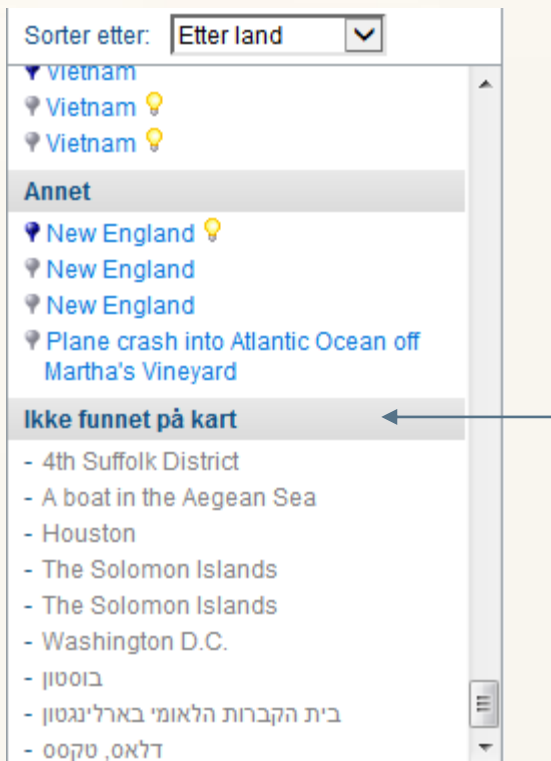 Sorter etter: Etter land
Vietnam
Vietnam
Vietnam
Annet
New England
New England
New England
Plane crash into Atlantic Ocean off
Martha's Vineyard
Ikke funnet på kart
- 4th Suffolk District
- A boat in the Aegean Sea
- Houston
- The Solomon Islands
- The Solomon Islands
- Washington D.C.
- בוסטון
- בית הקברות הלאומי בארלינגטון
- דלאס, טקסס